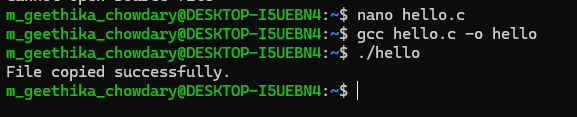 m_geethika_chowdary@DESKTOP-I5UEBN4:~$ nano hello.c
m_geethika_chowdary@DESKTOP-I5UEBN4:~$ gcc hello.c -o hello
m_geethika_chowdary@DESKTOP-I5UEBN4:~$ ./hello
File copied successfully.
m_geethika_chowdary@DESKTOP-I5UEBN4:~$